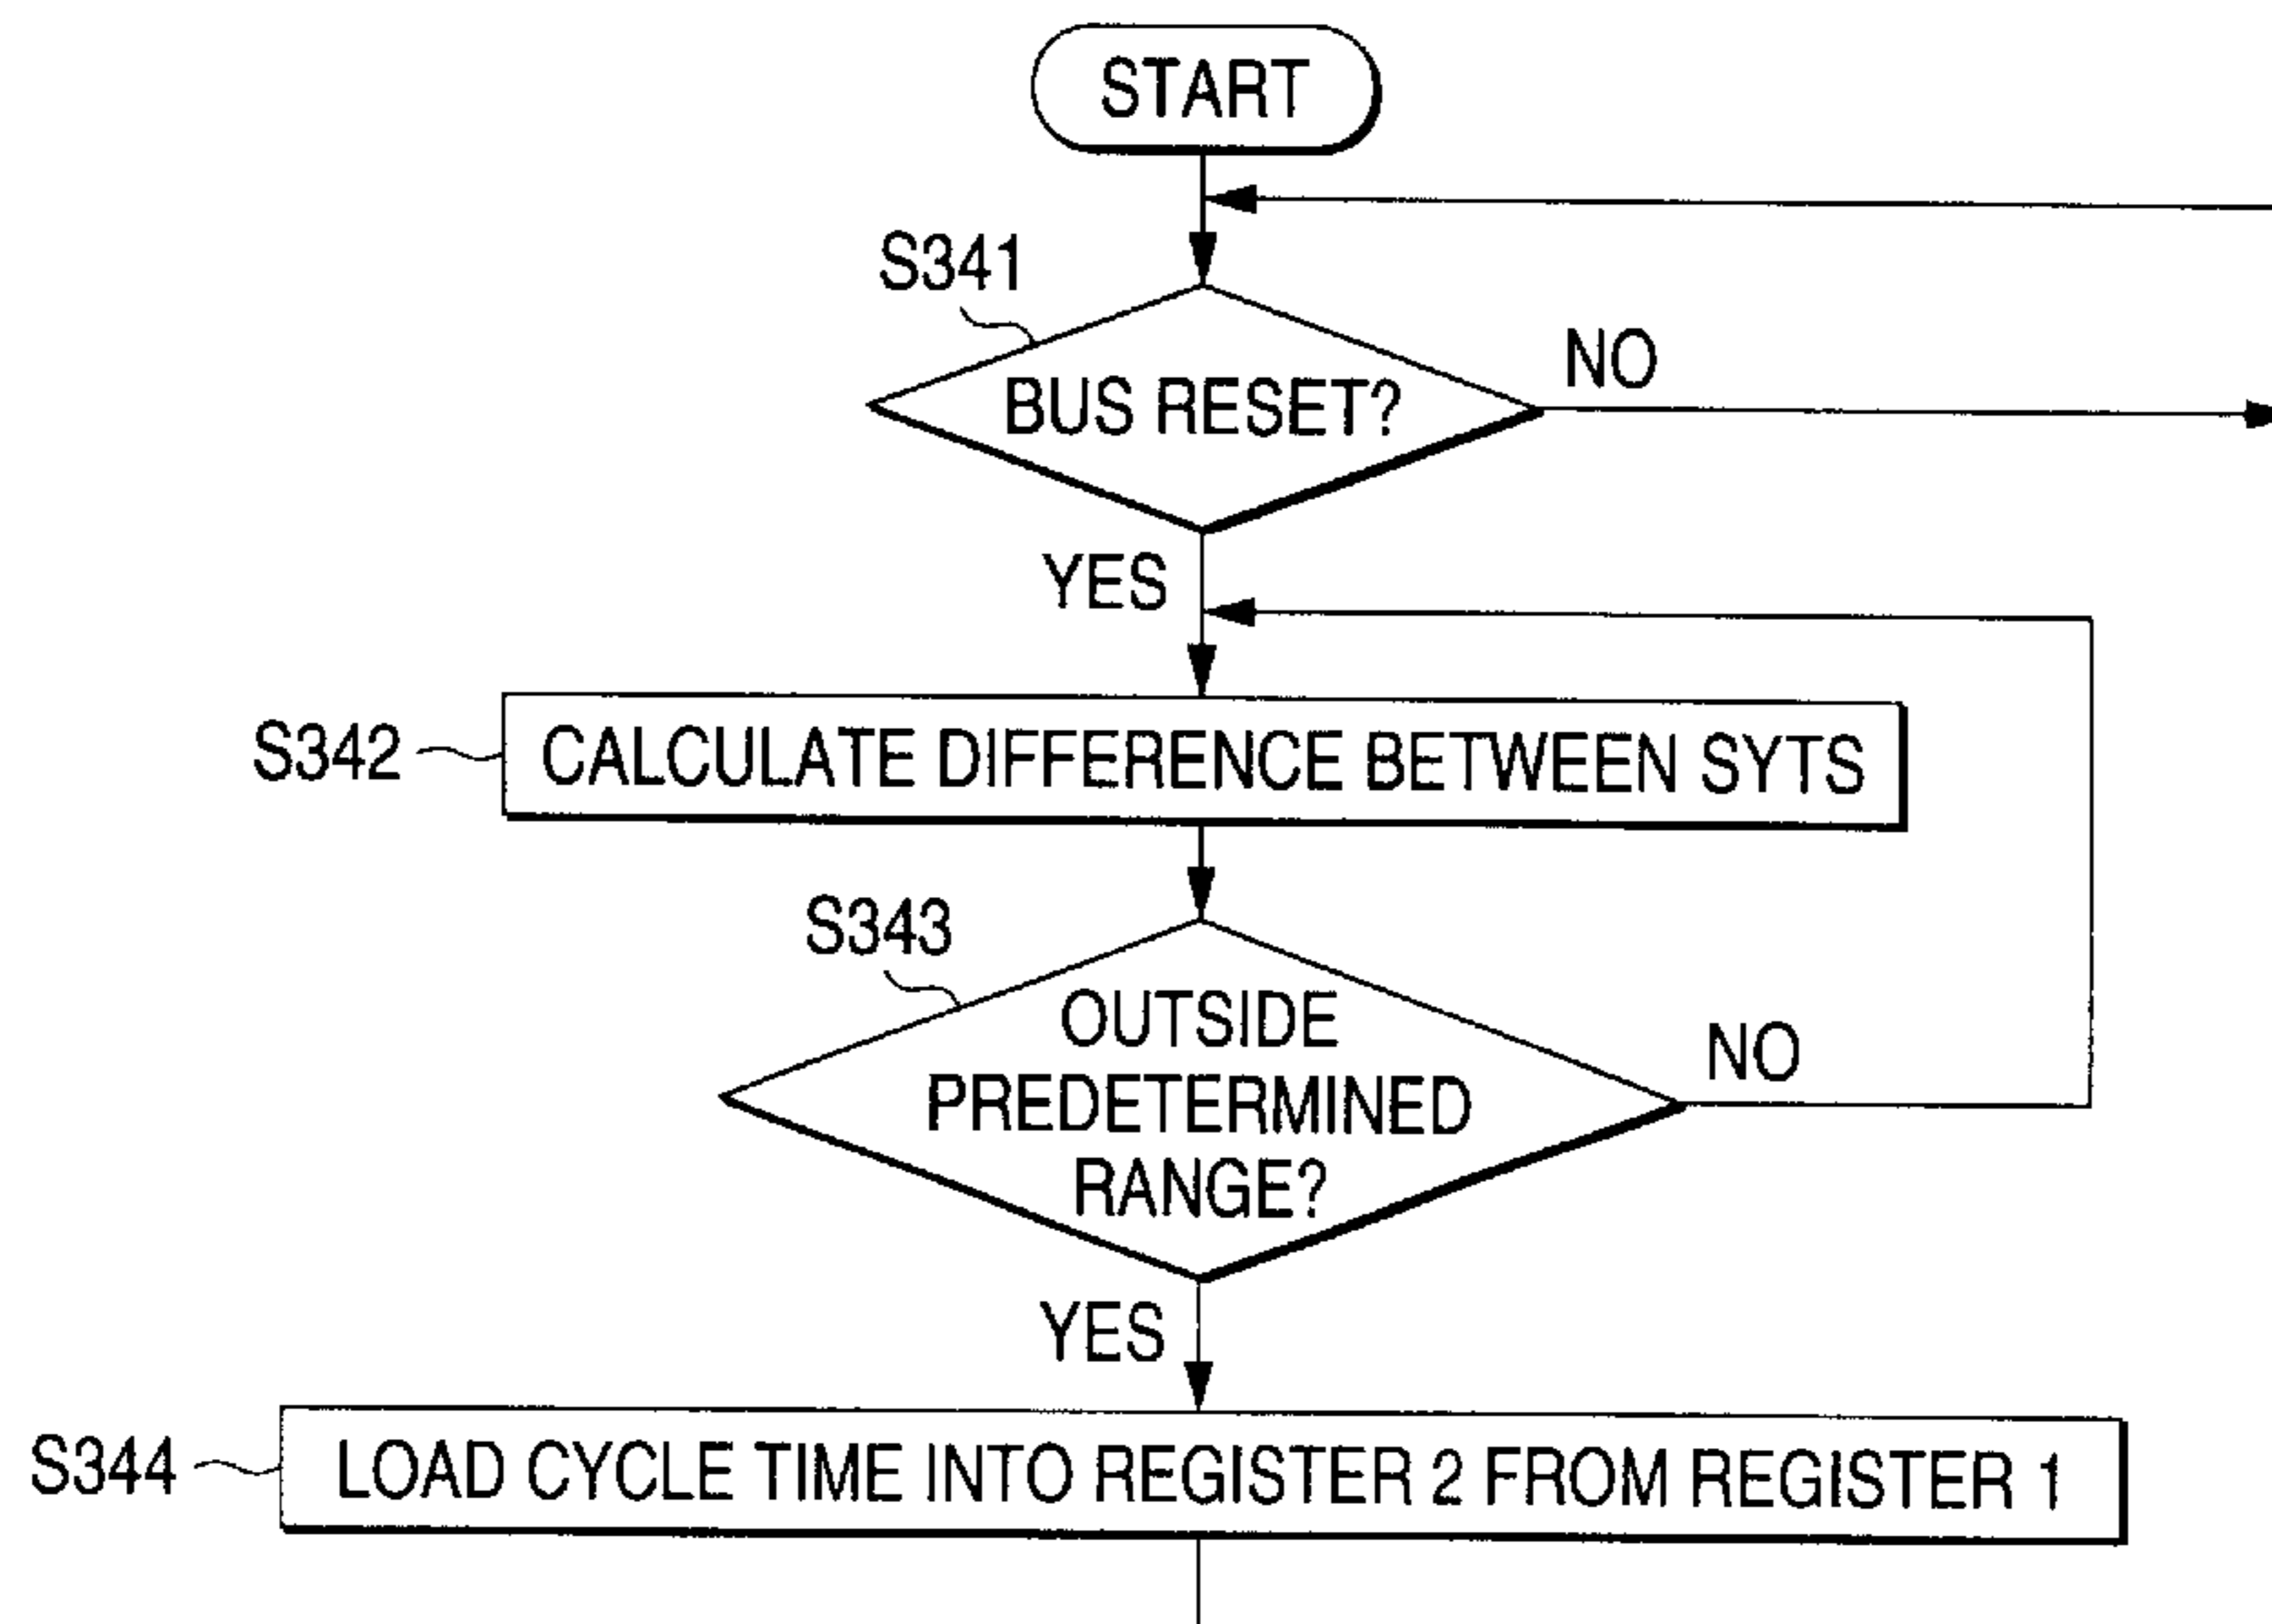 START
S341
BUS RESET?
NO
YES
S342
CALCULATE DIFFERENCE BETWEEN SYTS
S343
OUTSIDE
PREDETERMINED
RANGE?
NO
YES
S344
LOAD CYCLE TIME INTO REGISTER 2 FROM REGISTER 1